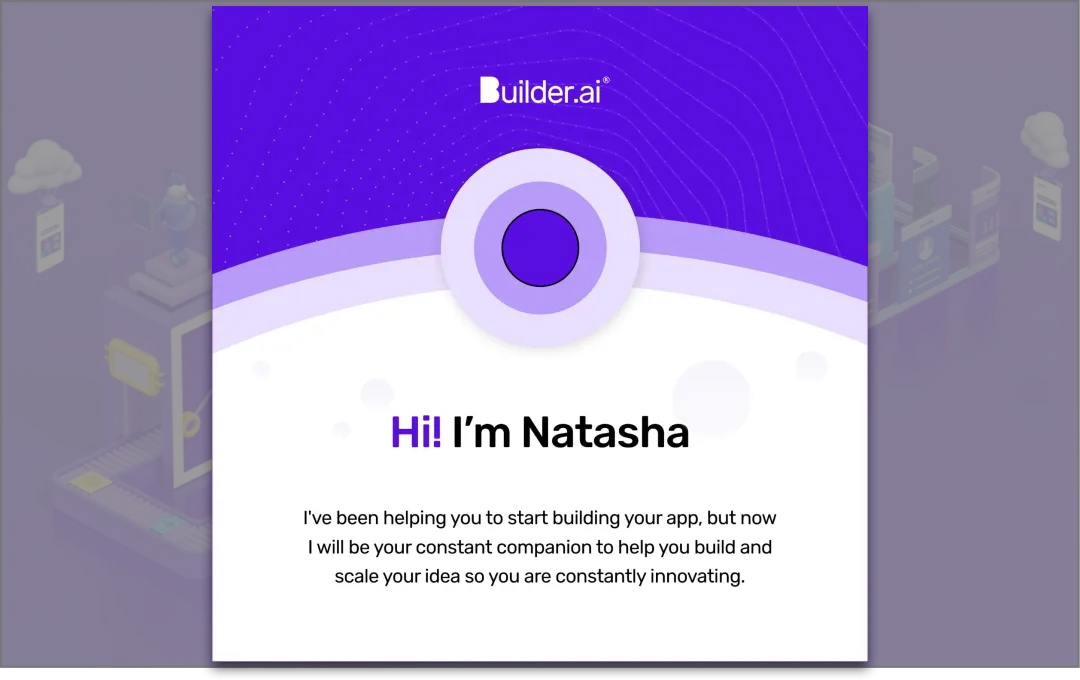 Builder.ai®
Hi! I’m Natasha
I've been helping you to start building your app, but now
I will be your constant companion to help you build and
scale your idea so you are constantly innovating.